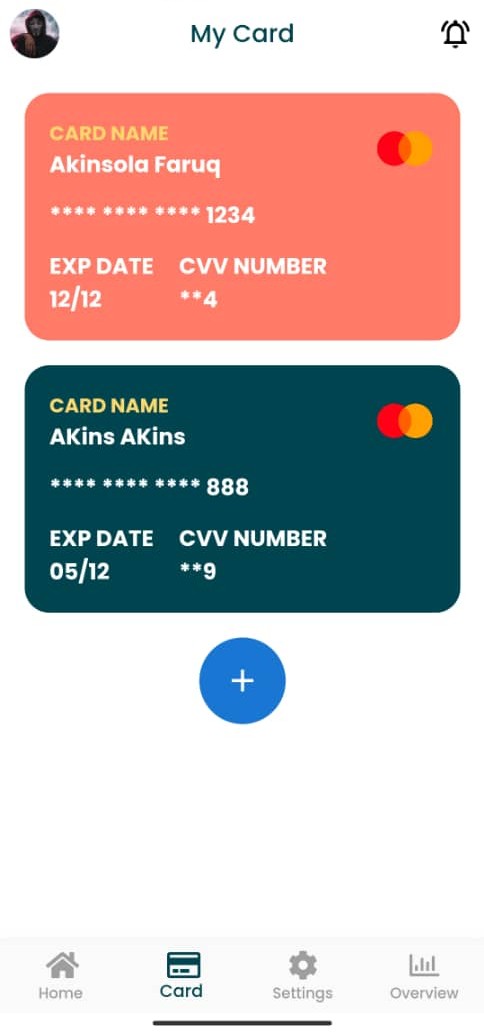 My Card
CARD NAME
Akinsola Faruq
**** **** **** 1234
EXP DATE CVV NUMBER
12/12 **4
CARD NAME
AKins AKins
**** **** **** 888
EXP DATE CVV NUMBER
05/12 **9
+
Home Card Settings Overview